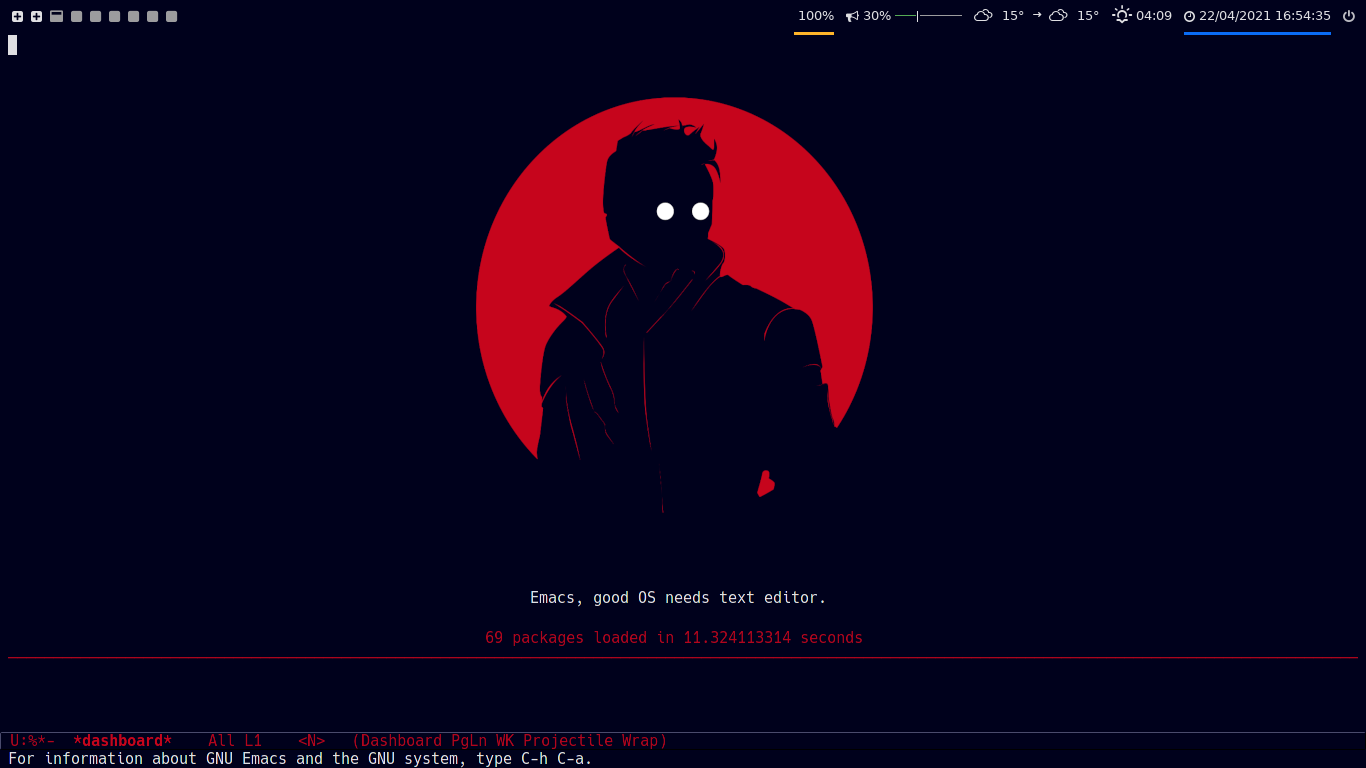 100% 30% 15° → 15° 04:09 22/04/2021 16:54:35
Emacs, good OS needs text editor.
69 packages loaded in 11.324113314 seconds
U:%*- *dashboard* All L1 <N> (Dashboard PgLn WK Projectile Wrap)
For information about GNU Emacs and the GNU system, type C-h C-a.